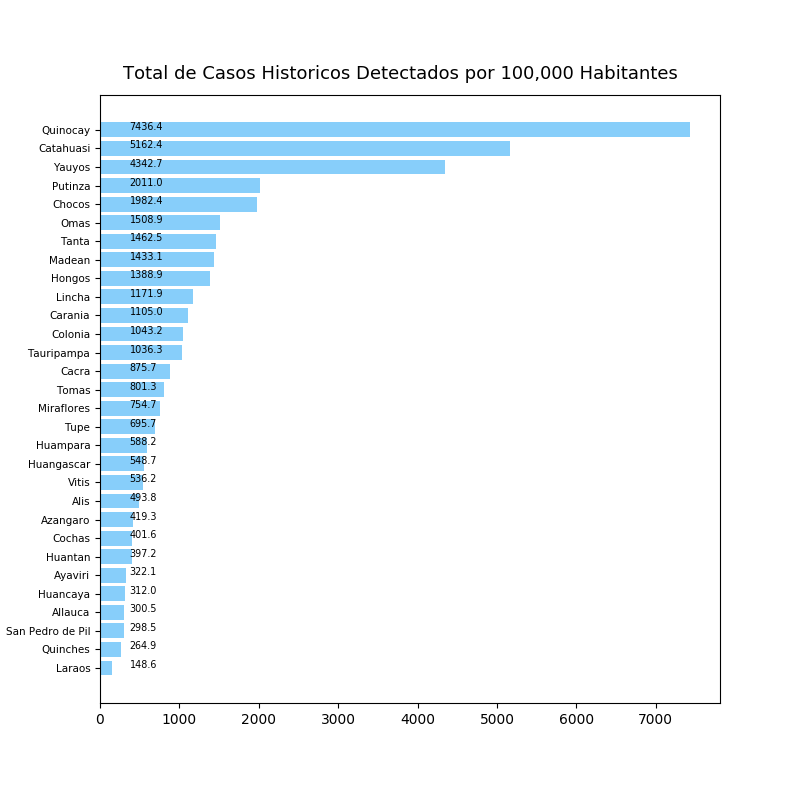 Total de Casos Historicos Detectados por 100,000 Habitantes
Quinocay 7436.4
Catahuasi 5162.4
Yauyos 4342.7
Putinza 2011.0
Chocos 1982.4
Omas 1508.9
Tanta 1462.5
Madean 1433.1
Hongos 1388.9
Lincha 1171.9
Carania 1105.0
Colonia 1043.2
Tauripampa 1036.3
Cacra 875.7
Tomas 801.3
Miraflores 754.7
Tupe 695.7
Huampara 588.2
Huangascar 548.7
Vitis 536.2
Alis 493.8
Azangaro 419.3
Cochas 401.6
Huantan 397.2
Ayaviri 322.1
Huancaya 312.0
Allauca 300.5
San Pedro de Pil 298.5
Quinches 264.9
Laraos 148.6
0 1000 2000 3000 4000 5000 6000 7000